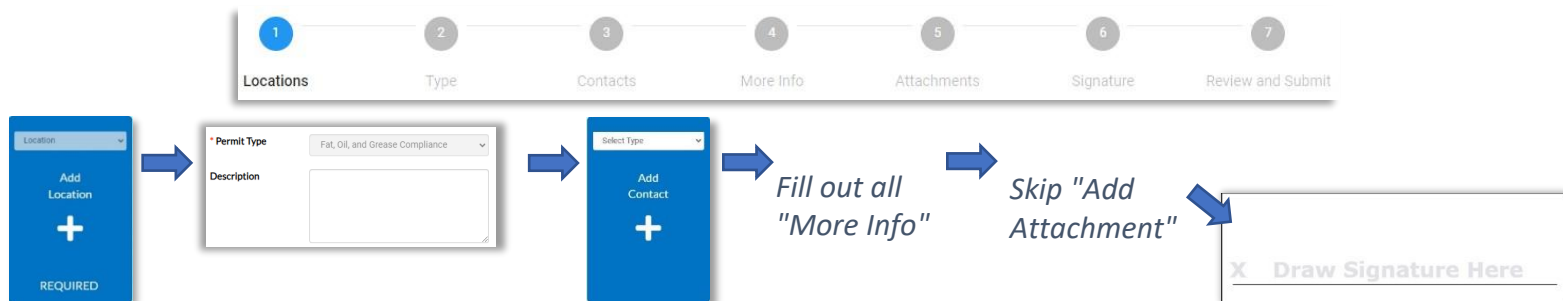 1 2 3 4 5 6 7
Locations Type Contacts More Info Attachments Signature Review and Submit
Location
Add
Location
+
REQUIRED
* Permit Type Fat, Oil, and Grease Compliance
Description
Select Type
Add
Contact
+
Fill out all
"More Info"
Skip "Add
Attachment"
X Draw Signature Here